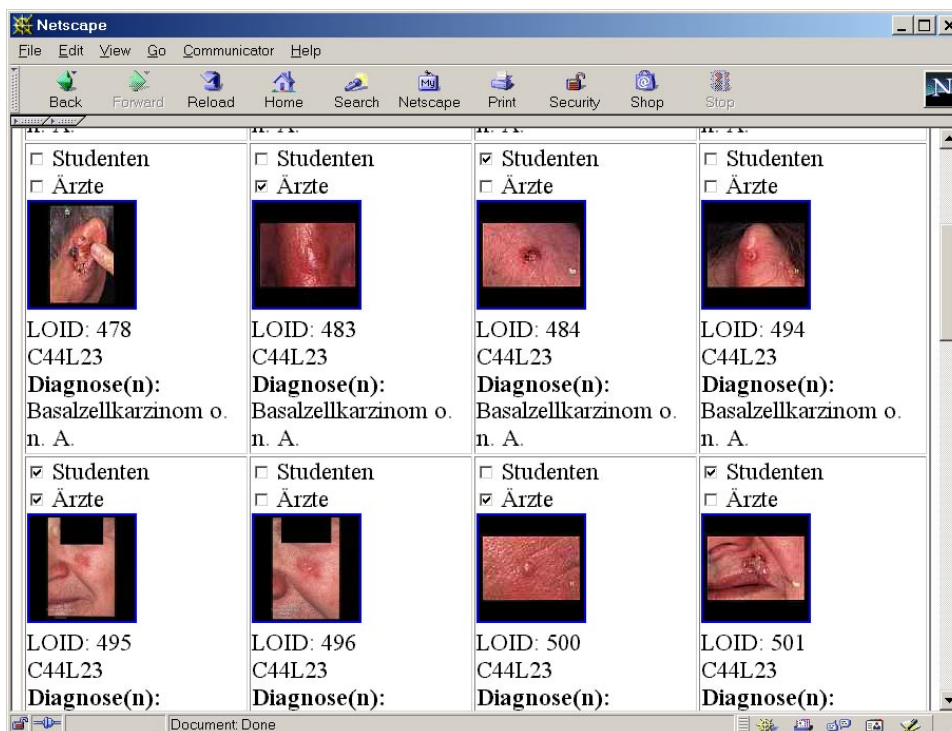 Netscape
File Edit View Go Communicator Help
Back Forward Reload Home Search Netscape Print Security Shop Stop
n. A. n. A.
Studenten Studenten Studenten Studenten
Ärzte Ärzte Ärzte Ärzte
LOID: 478 LOID: 483 LOID: 484 LOID: 494
C44L23 C44L23 C44L23 C44L23
Diagnose(n): Diagnose(n): Diagnose(n): Diagnose(n):
Basalzellkarzinom o. Basalzellkarzinom o. Basalzellkarzinom o. Basalzellkarzinom o.
n. A. n. A. n. A. n. A.
Studenten Studenten Studenten Studenten
Ärzte Ärzte Ärzte Ärzte
LOID: 495 LOID: 496 LOID: 500 LOID: 501
C44L23 C44L23 C44L23 C44L23
Diagnose(n): Diagnose(n): Diagnose(n): Diagnose(n):
Document: Done